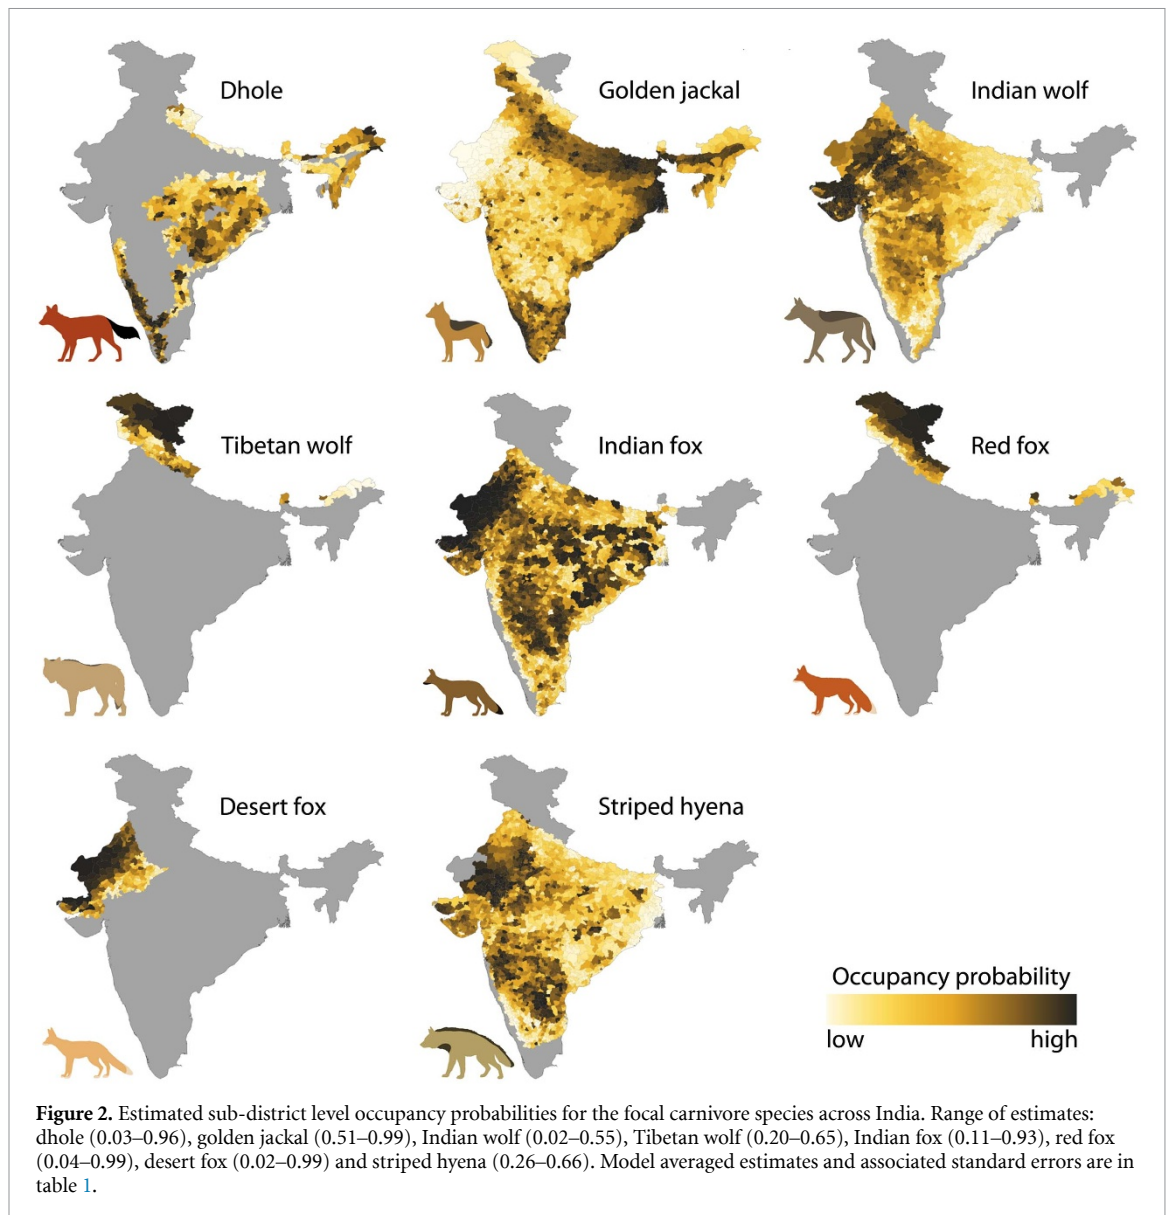 Dhole
Golden jackal
Indian wolf
Tibetan wolf
Indian fox
Red fox
Desert fox
Striped hyena
Occupancy probability
low high
Figure 2. Estimated sub-district level occupancy probabilities for the focal carnivore species across India. Range of estimates:
dhole (0.03–0.96), golden jackal (0.51–0.99), Indian wolf (0.02–0.55), Tibetan wolf (0.20–0.65), Indian fox (0.11–0.93), red fox
(0.04–0.99), desert fox (0.02–0.99) and striped hyena (0.26–0.66). Model averaged estimates and associated standard errors are in
table 1.